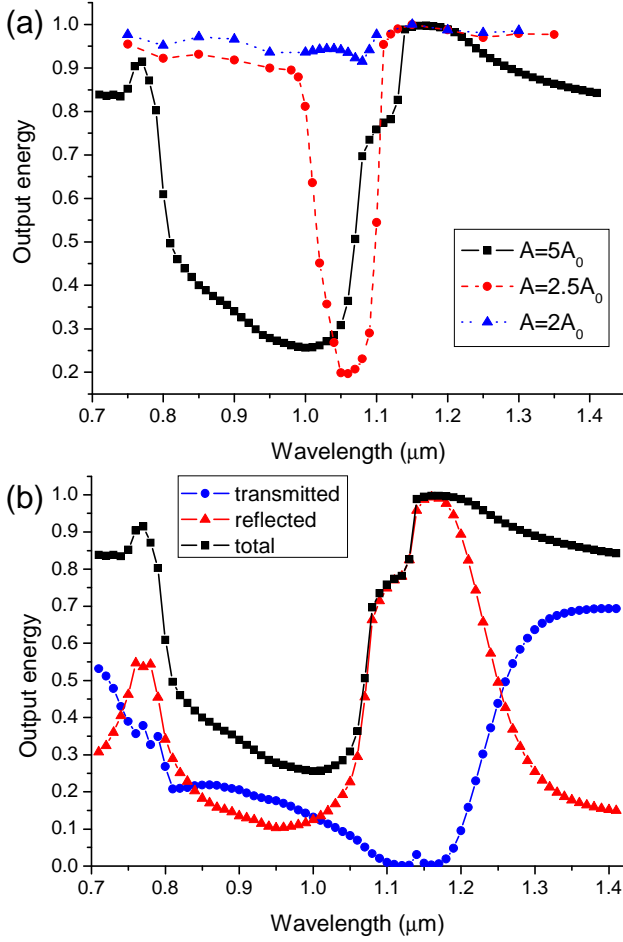 (a)
1.0
0.9
0.8
0.7
0.6
0.5
0.4
0.3
0.2
Output energy
A=5A₀
A=2.5A₀
A=2A₀
0.7 0.8 0.9 1.0 1.1 1.2 1.3 1.4
Wavelength (μm)
(b)
transmitted
reflected
total
1.0
0.9
0.8
0.7
0.6
0.5
0.4
0.3
0.2
0.1
0.0
Output energy
0.7 0.8 0.9 1.0 1.1 1.2 1.3 1.4
Wavelength (μm)